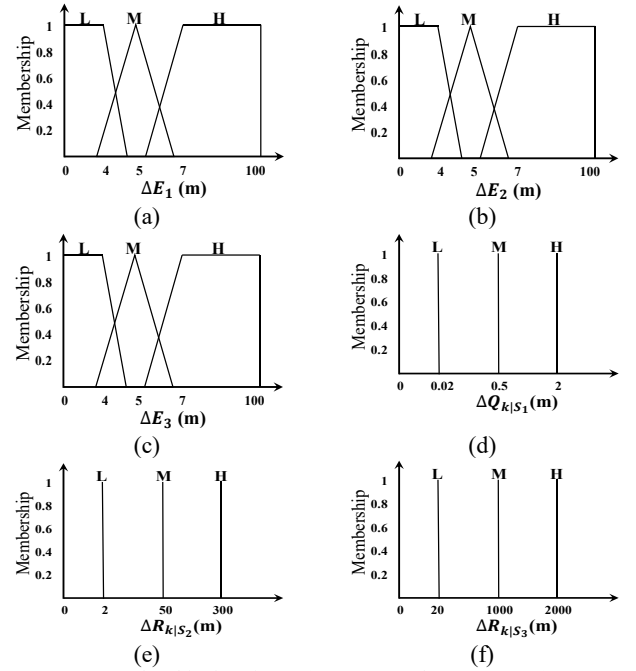 L M H
Membership
1
0.8
0.6
0.4
0.2
0 4 5 7 100
ΔE₁ (m)
(a)
L M H
Membership
1
0.8
0.6
0.4
0.2
0 4 5 7 100
ΔE₂ (m)
(b)
L M H
Membership
1
0.8
0.6
0.4
0.2
0 4 5 7 100
ΔE₃ (m)
(c)
L M H
Membership
1
0.8
0.6
0.4
0.2
0 0.02 0.5 2
ΔQₖ|S₁(m)
(d)
L M H
Membership
1
0.8
0.6
0.4
0.2
0 2 50 300
ΔRₖ|S₂(m)
(e)
L M H
Membership
1
0.8
0.6
0.4
0.2
0 20 1000 2000
ΔRₖ|S₃(m)
(f)